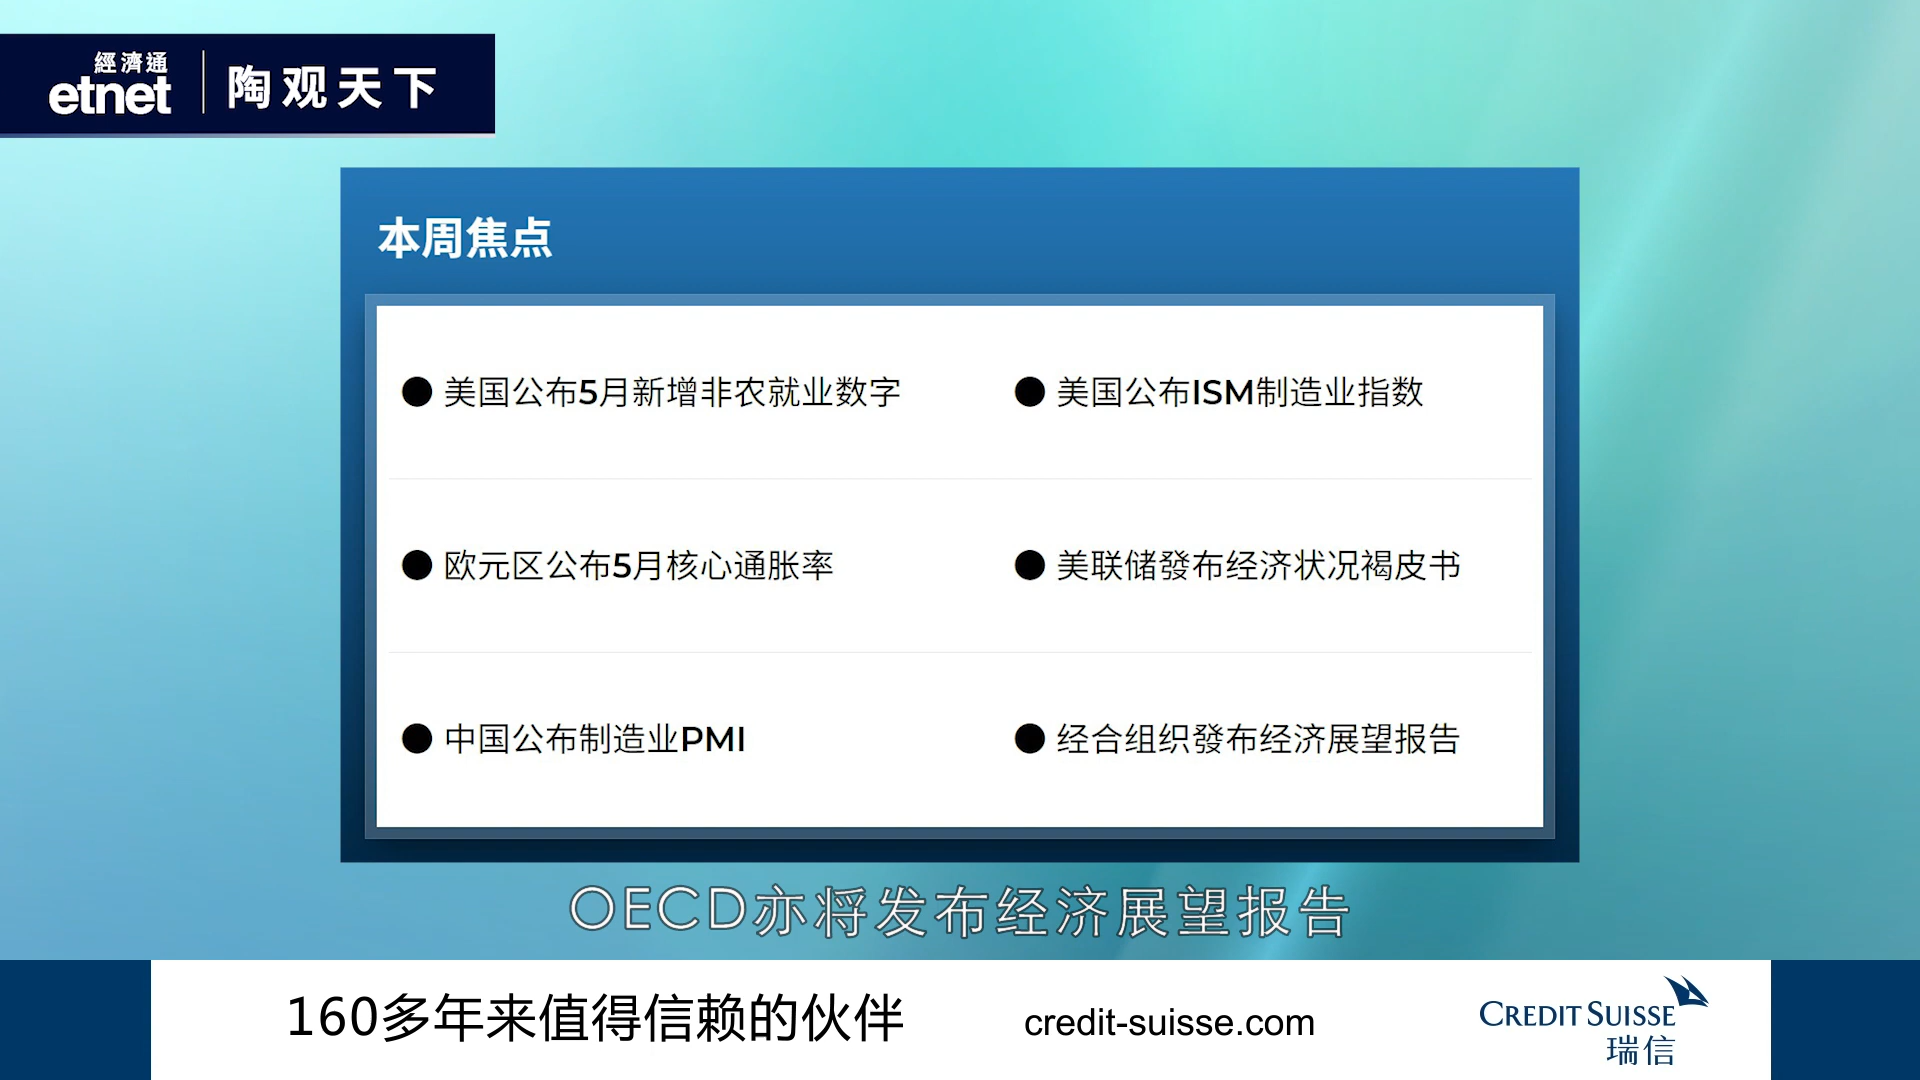 經濟通
etnet
陶观天下
本周焦点
美国公布5月新增非农就业数字
美国公布ISM制造业指数
欧元区公布5月核心通胀率
美联储發布经济状况褐皮书
中国公布制造业PMI
经合组织發布经济展望报告
OECD亦将发布经济展望报告
160多年来值得信赖的伙伴
credit-suisse.com
CREDIT SUISSE
瑞信